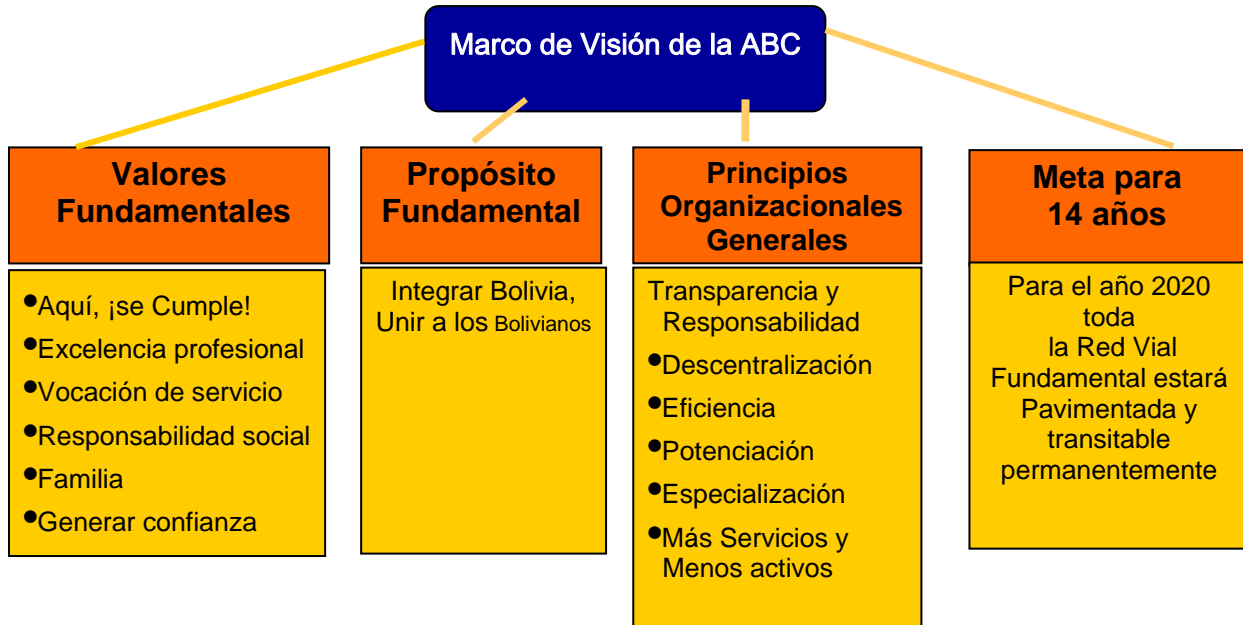 Marco de Visión de la ABC
Valores
Fundamentales
•Aquí, ¡se Cumple!
•Excelencia profesional
•Vocación de servicio
•Responsabilidad social
•Familia
•Generar confianza
Propósito
Fundamental
Integrar Bolivia,
Unir a los Bolivianos
Principios
Organizacionales
Generales
Transparencia y
Responsabilidad
•Descentralización
•Eficiencia
•Potenciación
•Especialización
•Más Servicios y
Menos activos
Meta para
14 años
Para el año 2020
toda
la Red Vial
Fundamental estará
Pavimentada y
transitable
permanentemente